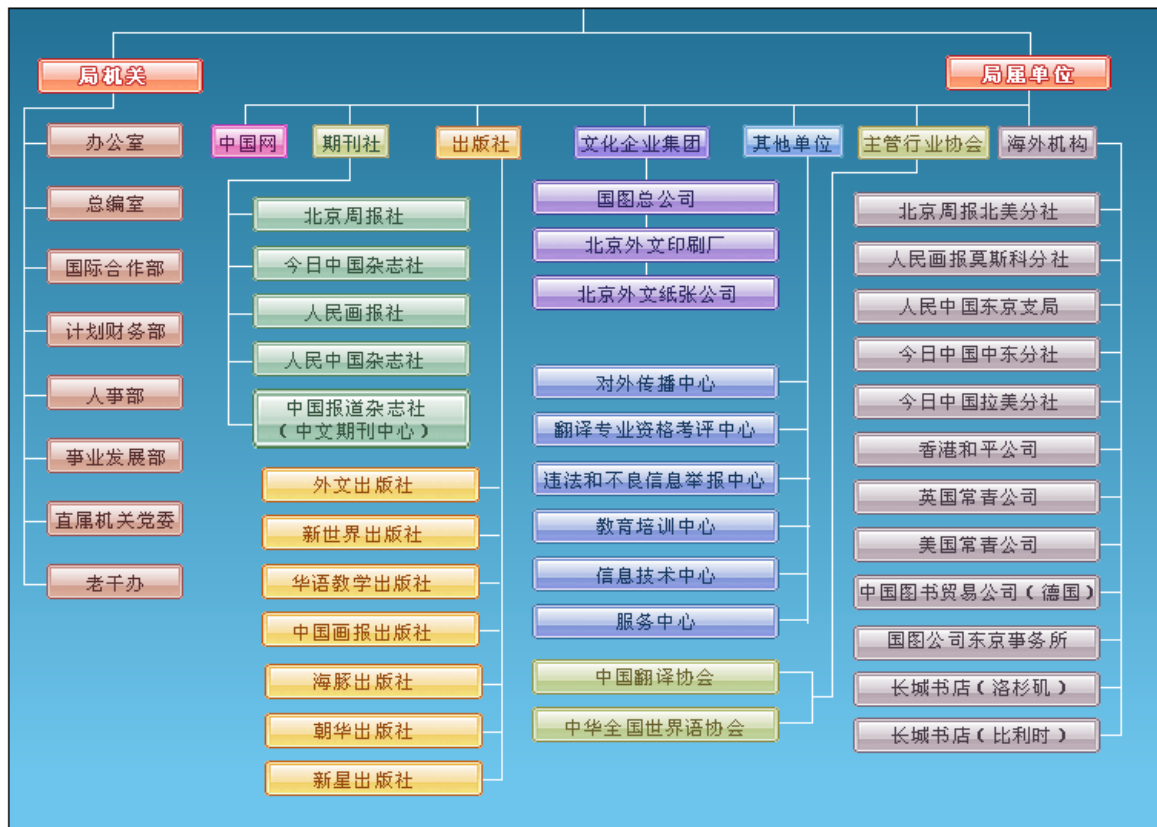 局机关
局属单位
中国网
期刊社
出版社
文化企业集团
其他单位
主管行业协会
海外机构
办公室
总编室
国际合作部
计划财务部
人事部
事业发展部
直属机关党委
老干办
北京周报社
今日中国杂志社
人民画报社
人民中国杂志社
中国报道杂志社
（中文期刊中心）
外文出版社
新世界出版社
华语教学出版社
中国画报出版社
海豚出版社
朝华出版社
新星出版社
国图总公司
北京外文印刷厂
北京外文纸张公司
对外传播中心
翻译专业资格考评中心
违法和不良信息举报中心
教育培训中心
信息技术中心
服务中心
中国翻译协会
中华全国世界语协会
北京周报北美分社
人民画报莫斯科分社
人民中国东京支局
今日中国中东分社
今日中国拉美分社
香港和平公司
英国常青公司
美国常青公司
中国图书贸易公司（德国）
国图公司东京事务所
长城书店（洛杉矶）
长城书店（比利时）